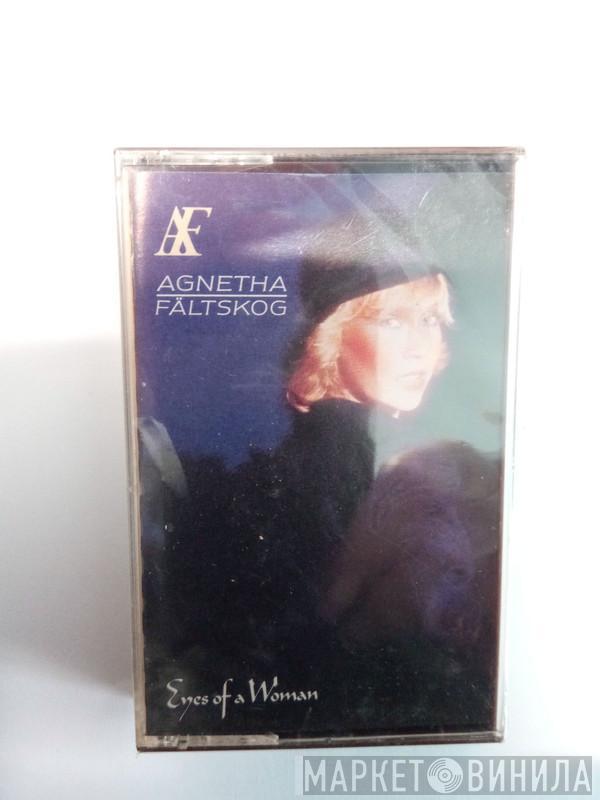 AF
AGNETHA
FÄLTSKOG
Eyes of a Woman
МАРКЕТ ВИНИЛА